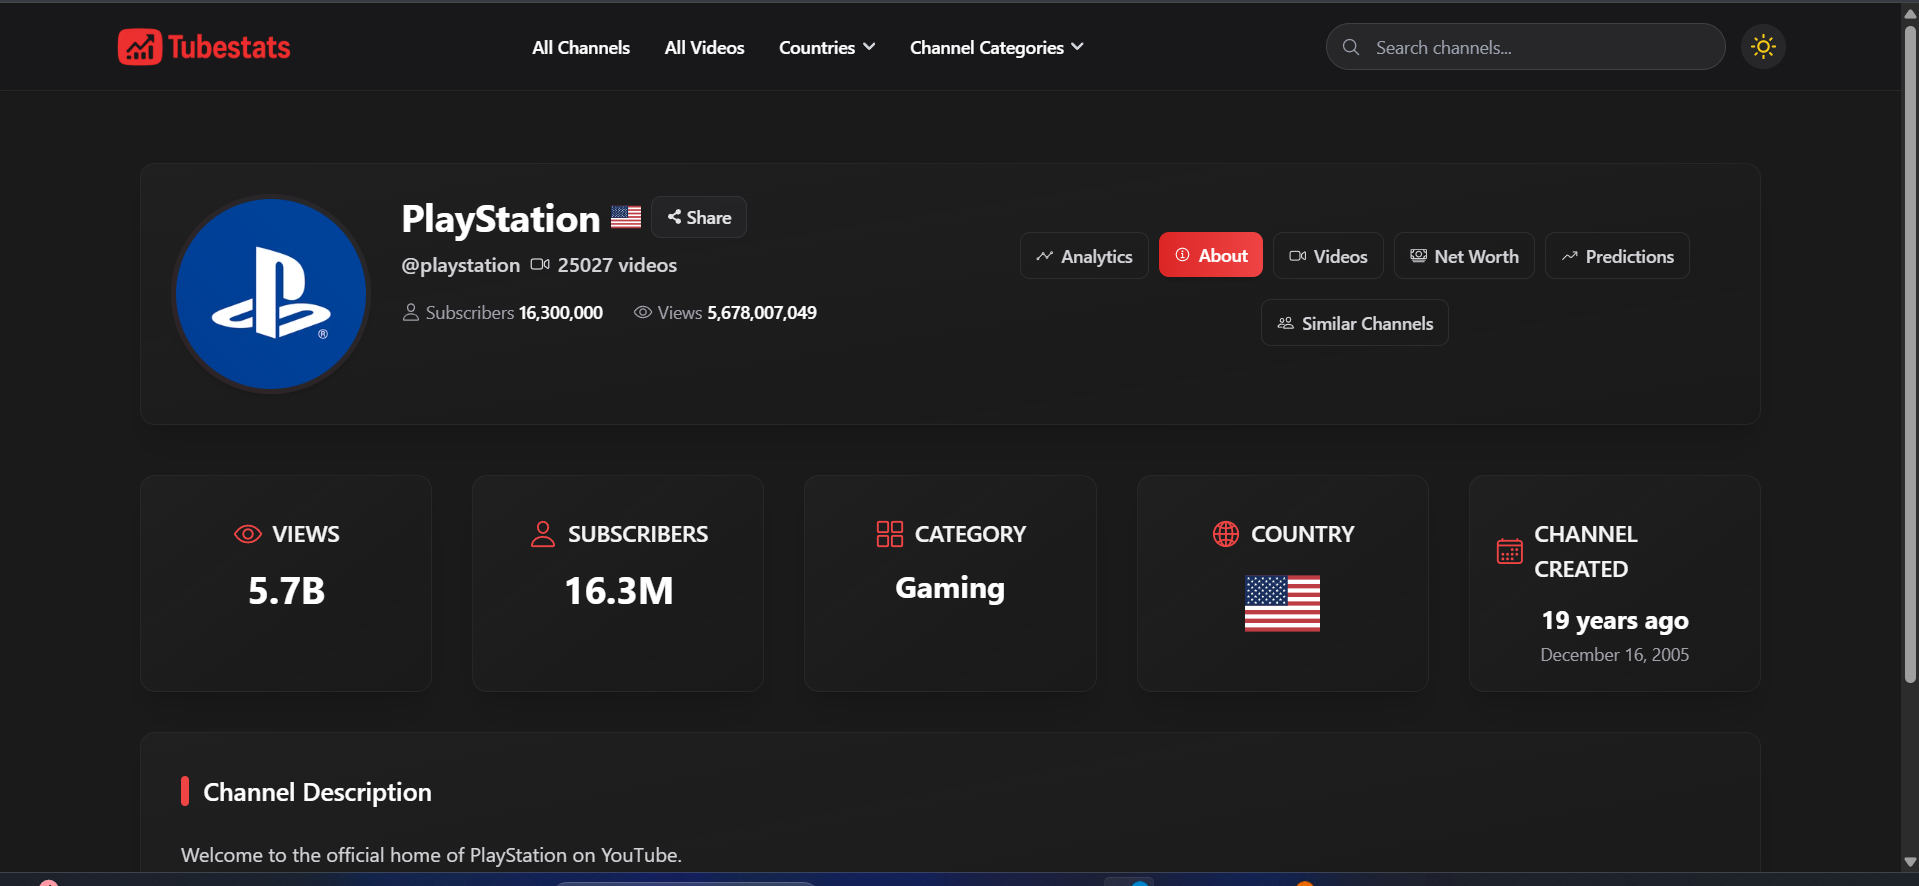 Tubestats
All Channels
All Videos
Countries
Channel Categories
Search channels...
PlayStation
Share
@playstation
25027 videos
Subscribers 16,300,000
Views 5,678,007,049
Analytics
About
Videos
Net Worth
Predictions
Similar Channels
®
VIEWS
5.7B
SUBSCRIBERS
16.3M
CATEGORY
Gaming
COUNTRY
CHANNEL
CREATED
19 years ago
December 16, 2005
Channel Description
Welcome to the official home of PlayStation on YouTube.